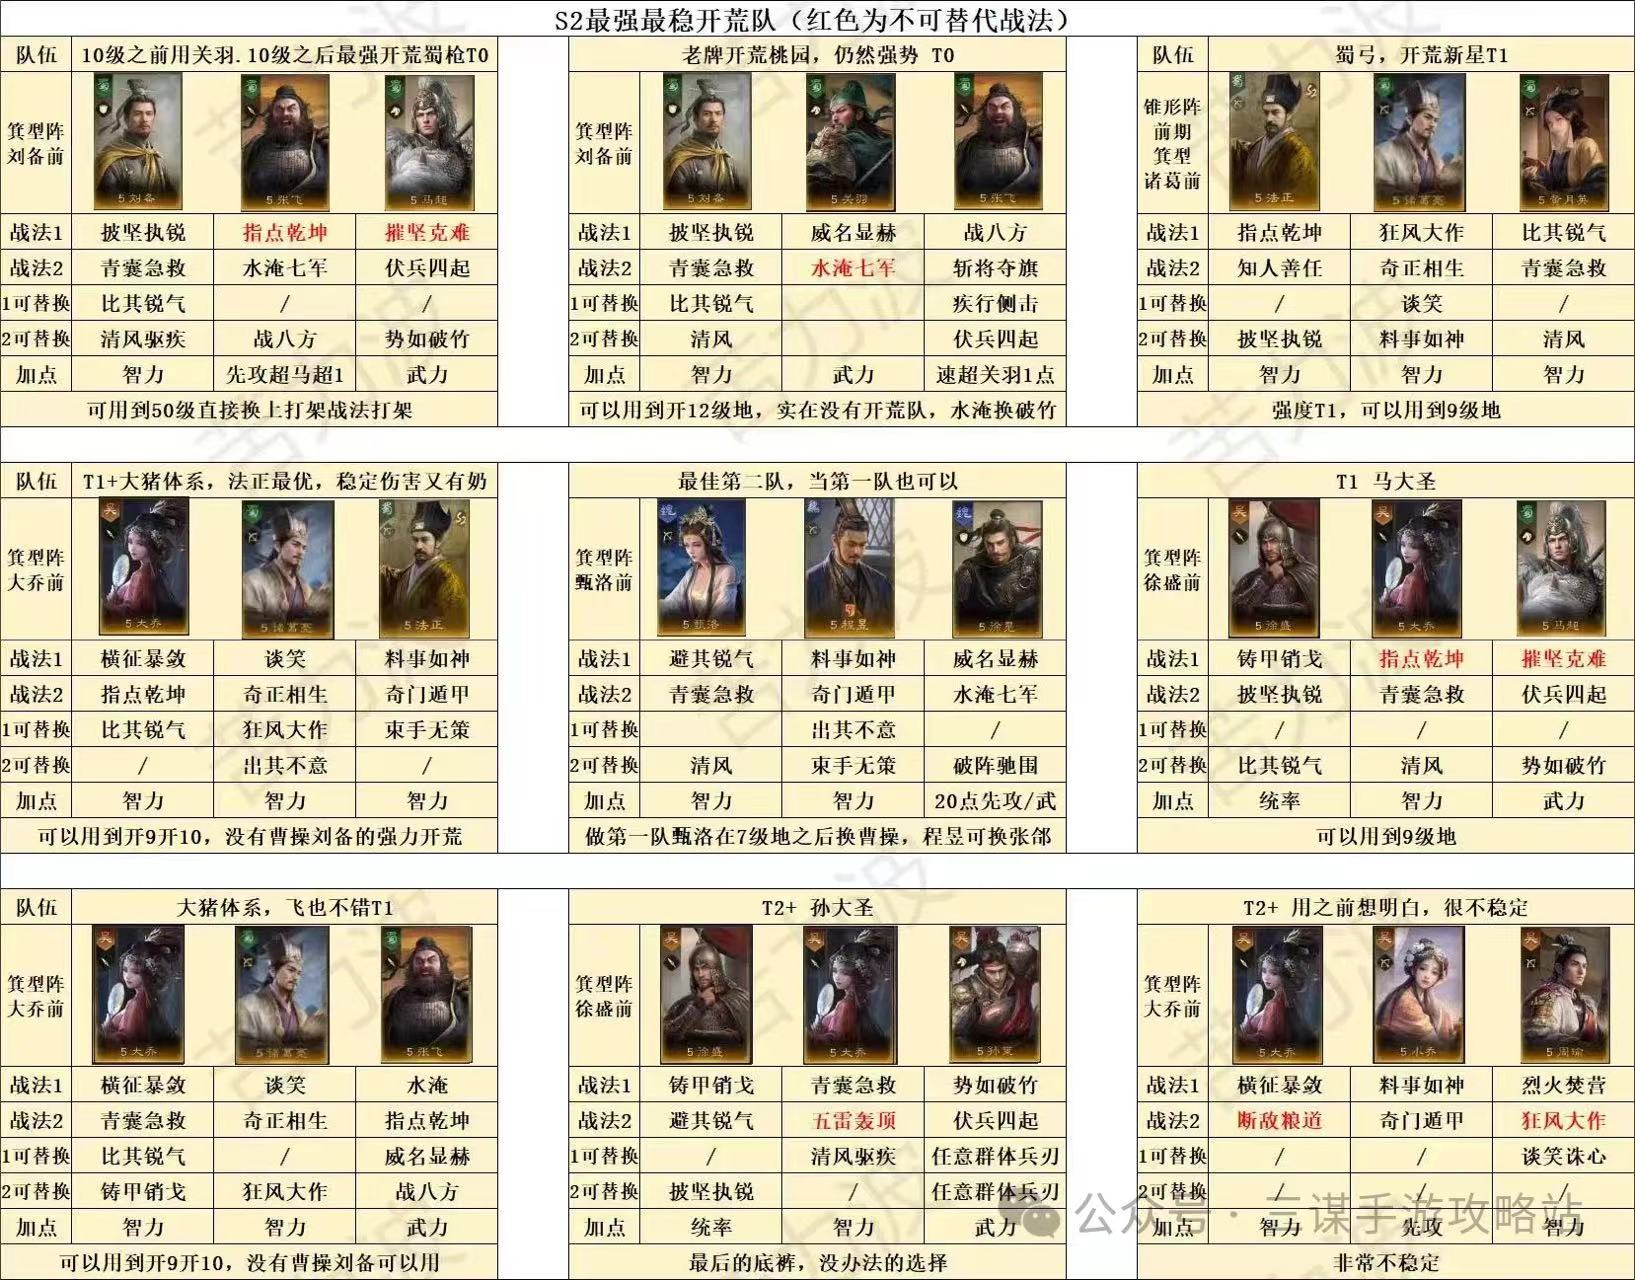 S2最强最稳开荒队（红色为不可替代战法）
队伍 10级之前用关羽.10级之后最强开荒蜀枪T0
箕型阵
刘备前
蜀 蜀 蜀
5 刘备 5 张飞 5 马超
战法1 披坚执锐 指点乾坤 摧坚克难
战法2 青囊急救 水淹七军 伏兵四起
1可替换 比其锐气 / /
2可替换 清风驱疾 战八方 势如破竹
加点 智力 先攻超马超1 武力
可用到50级直接换上打架战法打架
老牌开荒桃园，仍然强势 T0
箕型阵
刘备前
蜀 蜀 蜀
5 刘备 5 关羽 5 张飞
战法1 披坚执锐 威名显赫 战八方
战法2 青囊急救 水淹七军 斩将夺旗
1可替换 比其锐气 疾行侧击
2可替换 清风 伏兵四起
加点 智力 武力 速超关羽1点
可以用到开12级地，实在没有开荒队，水淹换破竹
队伍 蜀弓，开荒新星T1
锥形阵
前期
箕型
诸葛前
蜀 S2 蜀 蜀
5 法正 5 诸葛亮 5 黄月英
战法1 指点乾坤 狂风大作 比其锐气
战法2 知人善任 奇正相生 青囊急救
1可替换 / 谈笑 /
2可替换 披坚执锐 料事如神 清风
加点 智力 智力 智力
强度T1，可以用到9级地
队伍 T1+大猪体系，法正最优，稳定伤害又有奶
箕型阵
大乔前
吴 蜀 蜀 S2
5 大乔 5 诸葛亮 5 法正
战法1 横征暴敛 谈笑 料事如神
战法2 指点乾坤 奇正相生 奇门遁甲
1可替换 比其锐气 狂风大作 束手无策
2可替换 / 出其不意 /
加点 智力 智力 智力
可以用到开9开10，没有曹操刘备的强力开荒
队伍 最佳第二队，当第一队也可以
箕型阵
甄洛前
魏 魏 魏
5 甄洛 5 程昱 5 徐晃
战法1 避其锐气 料事如神 威名显赫
战法2 青囊急救 奇门遁甲 水淹七军
1可替换 出其不意 /
2可替换 清风 束手无策 破阵驰围
加点 智力 智力 20点先攻/武
做第一队甄洛在7级地之后换曹操，程昱可换张郃
队伍 T1 马大圣
箕型阵
徐盛前
吴 吴 蜀
5 徐盛 5 大乔 5 马超
战法1 铸甲销戈 指点乾坤 摧坚克难
战法2 披坚执锐 青囊急救 伏兵四起
1可替换 / / /
2可替换 比其锐气 清风 势如破竹
加点 统率 智力 武力
可以用到9级地
队伍 大猪体系，飞也不错T1
箕型阵
大乔前
吴 蜀 蜀
5 大乔 5 诸葛亮 5 张飞
战法1 横征暴敛 谈笑 水淹
战法2 青囊急救 奇正相生 指点乾坤
1可替换 比其锐气 / 威名显赫
2可替换 铸甲销戈 狂风大作 战八方
加点 智力 智力 武力
可以用到开9开10，没有曹操刘备可以用
队伍 T2+ 孙大圣
箕型阵
徐盛前
吴 吴 吴
5 徐盛 5 大乔 5 孙策
战法1 铸甲销戈 青囊急救 势如破竹
战法2 避其锐气 五雷轰顶 伏兵四起
1可替换 / 清风驱疾 任意群体兵刃
2可替换 披坚执锐 / 任意群体兵刃
加点 统率 智力 武力
最后的底裤，没办法的选择
队伍 T2+ 用之前想明白，很不稳定
箕型阵
大乔前
吴 吴 吴
5 大乔 5 小乔 5 周瑜
战法1 横征暴敛 料事如神 烈火焚营
战法2 断敌粮道 奇门遁甲 狂风大作
1可替换 / / 谈笑诛心
2可替换 / / /
加点 智力 先攻 智力
非常不稳定
公众号 · 三谋手游攻略站
苦力波